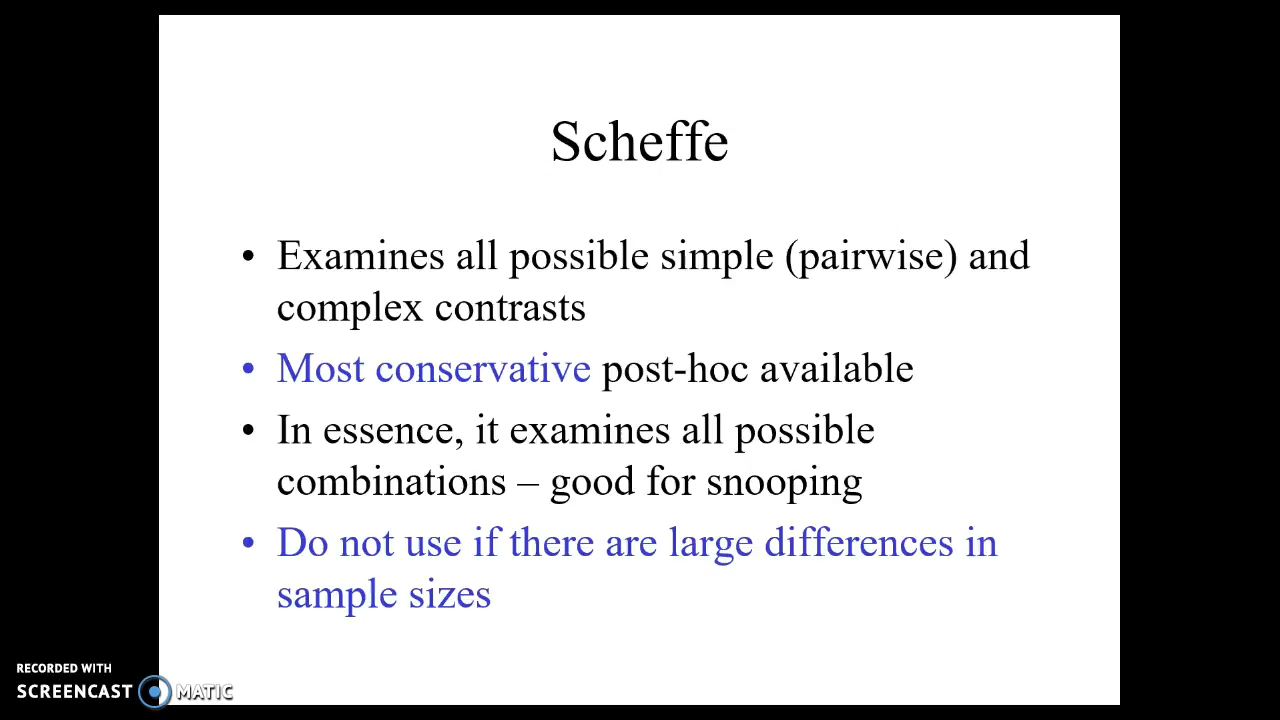 Scheffe
• Examines all possible simple (pairwise) and
complex contrasts
• Most conservative post-hoc available
• In essence, it examines all possible
combinations – good for snooping
• Do not use if there are large differences in
sample sizes
RECORDED WITH
SCREENCAST MATIC